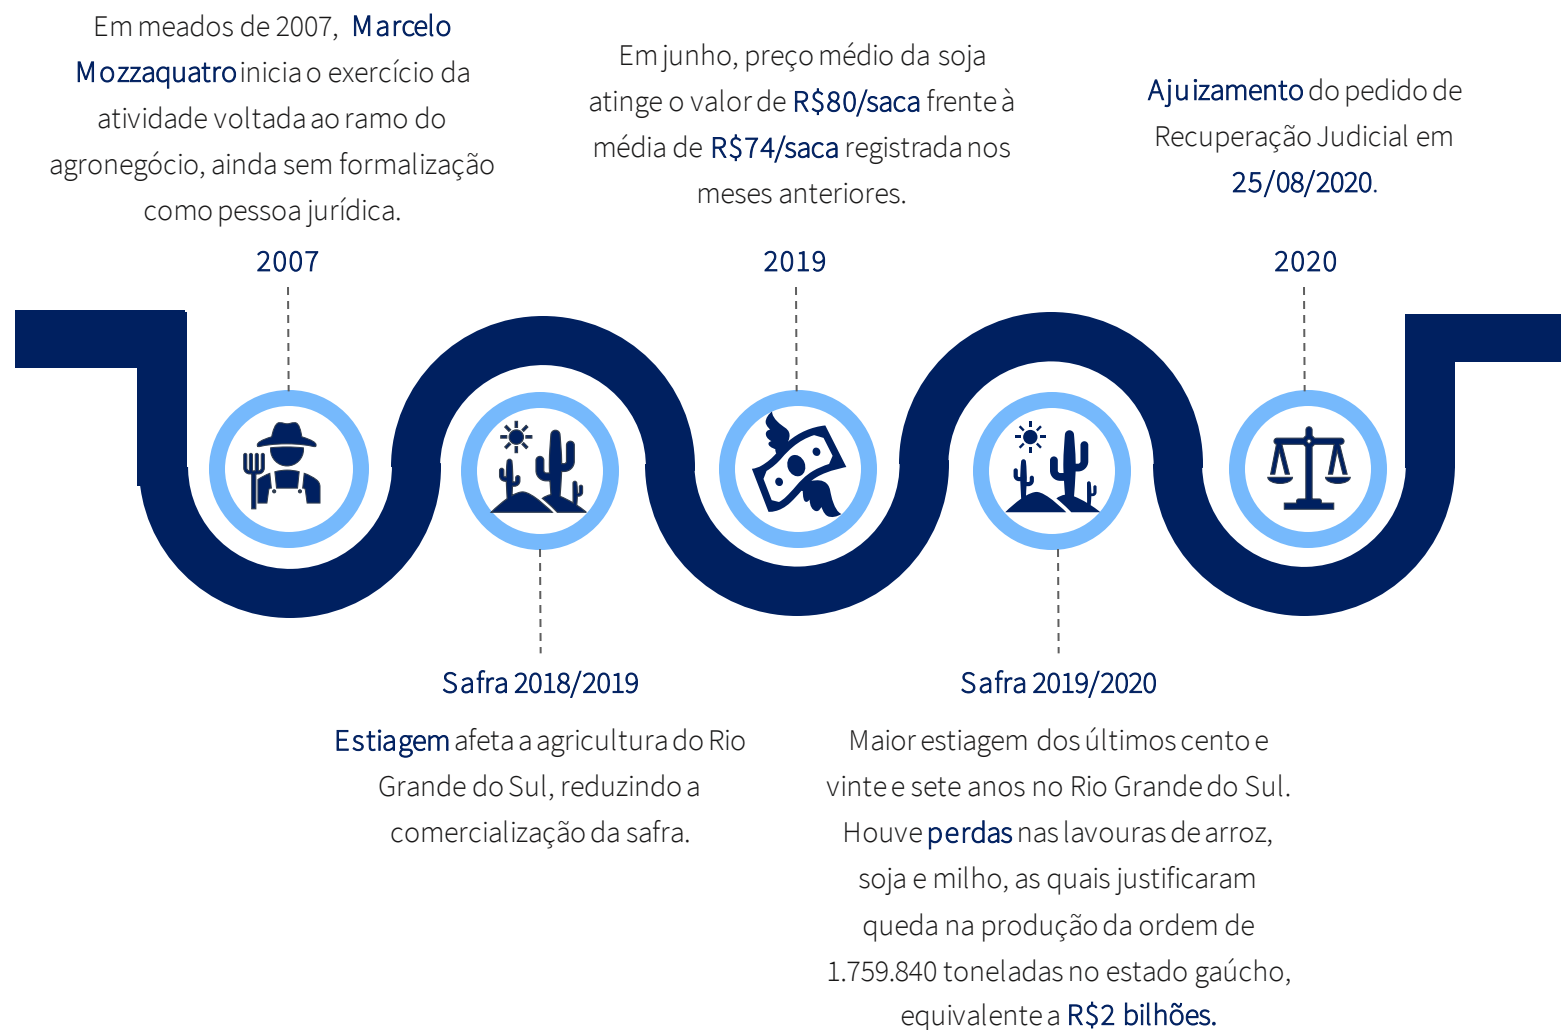 Em meados de 2007, Marcelo
Mozzaquatro inicia o exercício da
atividade voltada ao ramo do
agronegócio, ainda sem formalização
como pessoa jurídica.
2007
Em junho, preço médio da soja
atinge o valor de R$80/saca frente à
média de R$74/saca registrada nos
meses anteriores.
2019
Ajuizamento do pedido de
Recuperação Judicial em
25/08/2020.
2020
Safra 2018/2019
Estiagem afeta a agricultura do Rio
Grande do Sul, reduzindo a
comercialização da safra.
Safra 2019/2020
Maior estiagem dos últimos cento e
vinte e sete anos no Rio Grande do Sul.
Houve perdas nas lavouras de arroz,
soja e milho, as quais justificaram
queda na produção da ordem de
1.759.840 toneladas no estado gaúcho,
equivalente a R$2 bilhões.